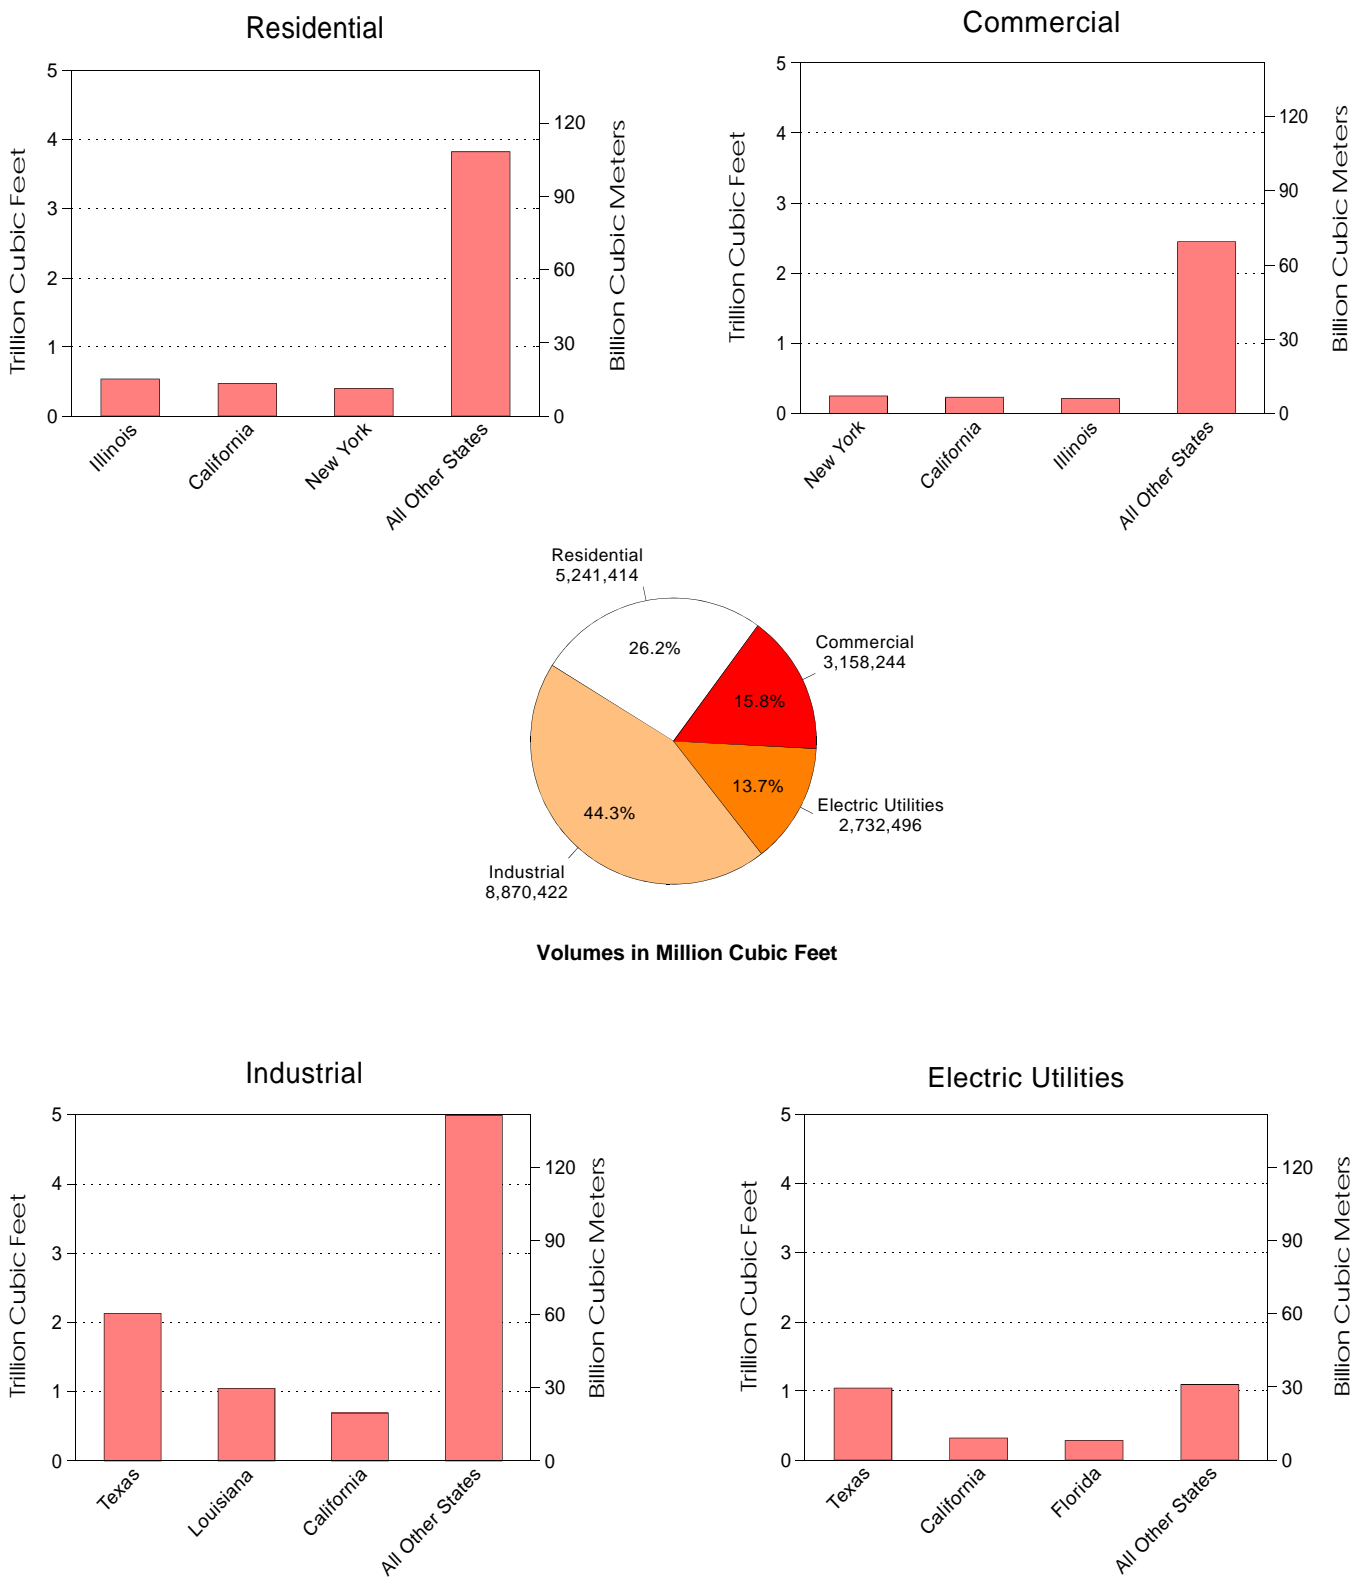 Residential
5
4
3
2
1
0
Trillion Cubic Feet
120
90
60
30
0
Billion Cubic Meters
Illinois
California
New York
All Other States
Commercial
5
4
3
2
1
0
Trillion Cubic Feet
120
90
60
30
0
Billion Cubic Meters
New York
California
Illinois
All Other States
Residential
5,241,414
26.2%
Commercial
3,158,244
15.8%
Electric Utilities
2,732,496
13.7%
Industrial
8,870,422
44.3%
Volumes in Million Cubic Feet
Industrial
5
4
3
2
1
0
Trillion Cubic Feet
120
90
60
30
0
Billion Cubic Meters
Texas
Louisiana
California
All Other States
Electric Utilities
5
4
3
2
1
0
Trillion Cubic Feet
120
90
60
30
0
Billion Cubic Meters
Texas
California
Florida
All Other States